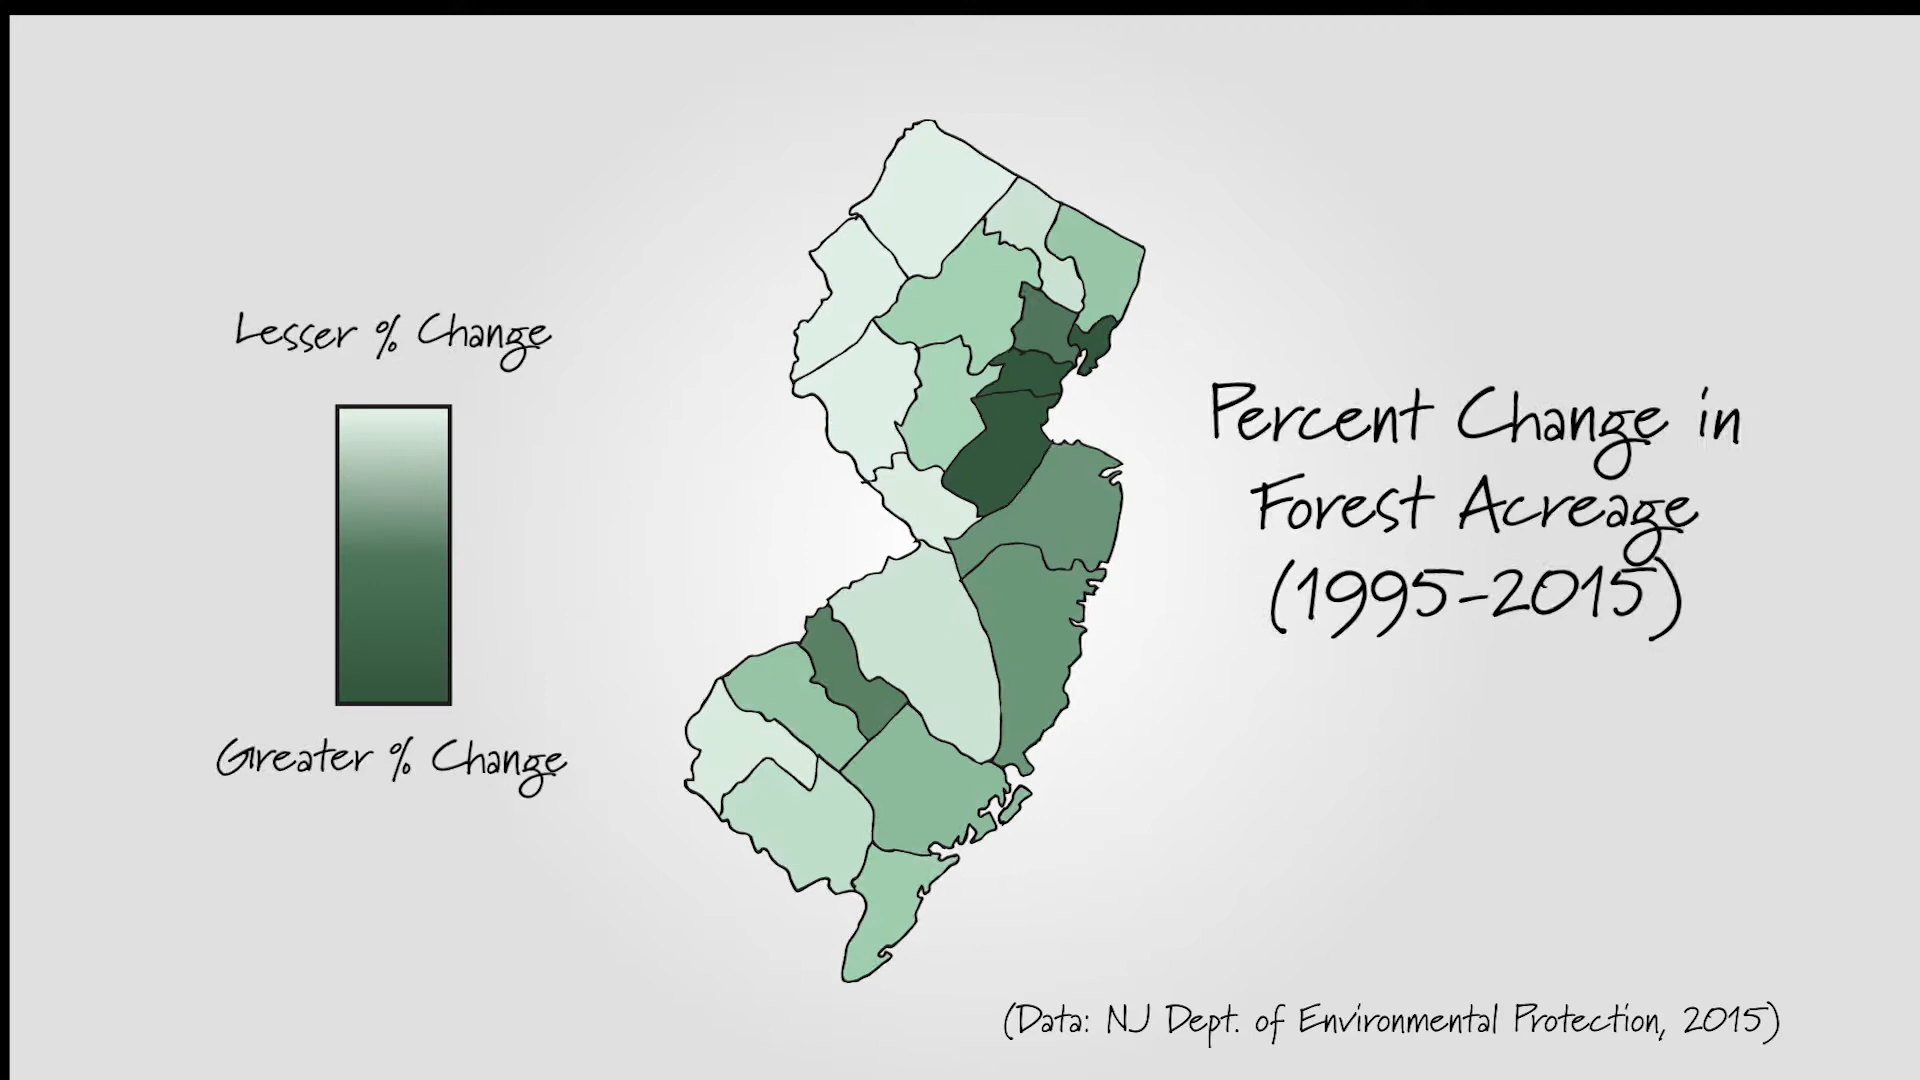 Lesser % Change
Greater % Change
Percent Change in
Forest Acreage
(1995-2015)
(Data: NJ Dept. of Environmental Protection, 2015)